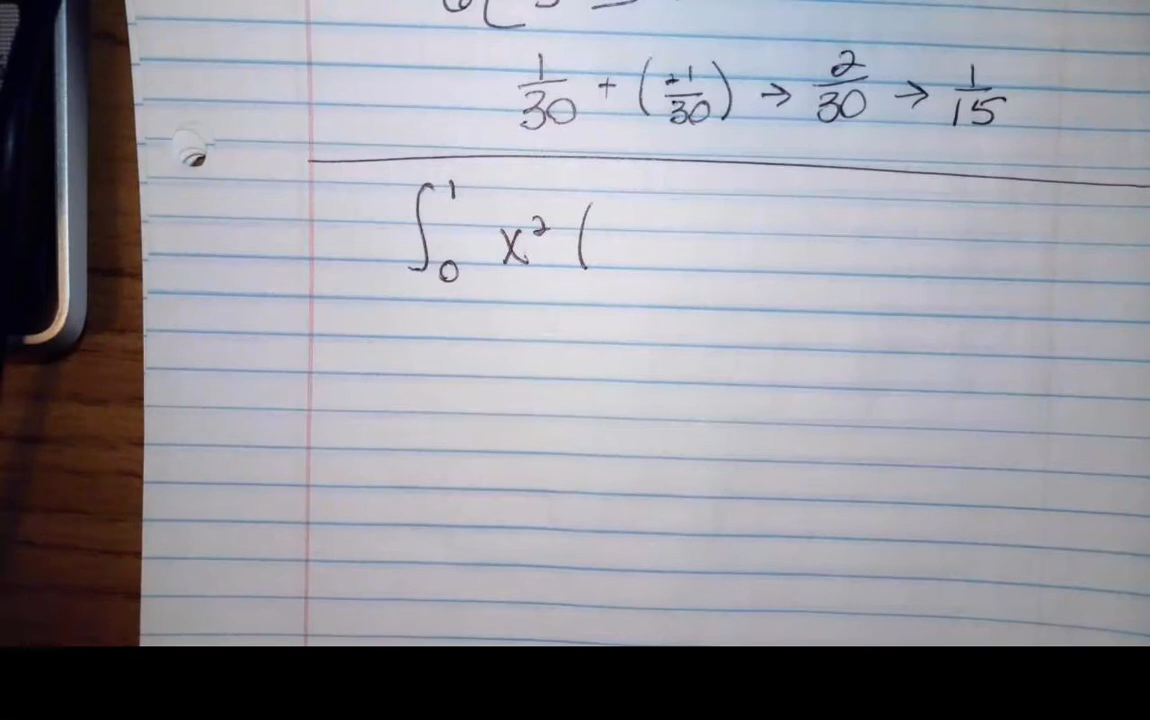 1/30 + (-1/30) → 2/30 → 1/15
∫₀¹ x² (